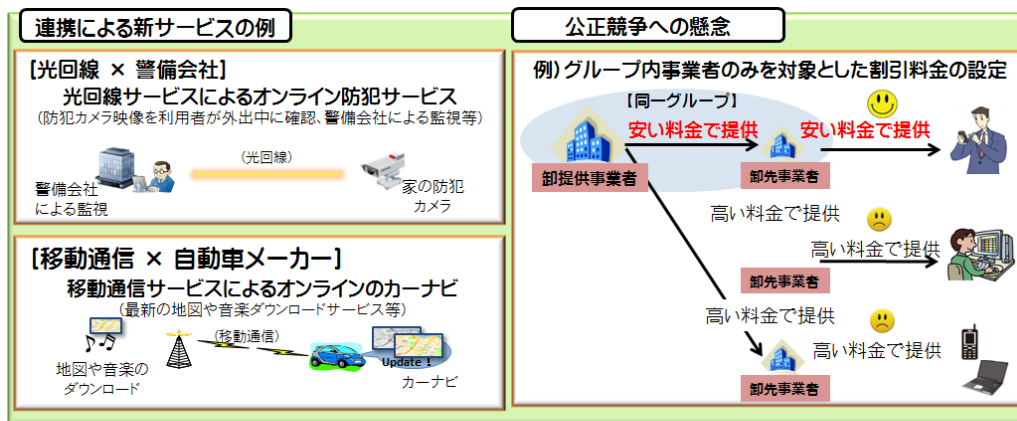 連携による新サービスの例
[光回線 × 警備会社]
光回線サービスによるオンライン防犯サービス
(防犯カメラ映像を利用者が外出中に確認、警備会社による監視等)
(光回線)
警備会社
による監視
家の防犯
カメラ
[移動通信 × 自動車メーカー]
移動通信サービスによるオンラインのカーナビ
(最新の地図や音楽ダウンロードサービス等)
(移動通信)
地図や音楽の
ダウンロード
Update !
カーナビ
公正競争への懸念
例)グループ内事業者のみを対象とした割引料金の設定
【同一グループ】
安い料金で提供
安い料金で提供
卸提供事業者
卸先事業者
高い料金で提供
高い料金で提供
卸先事業者
高い料金で提供
高い料金で提供
卸先事業者